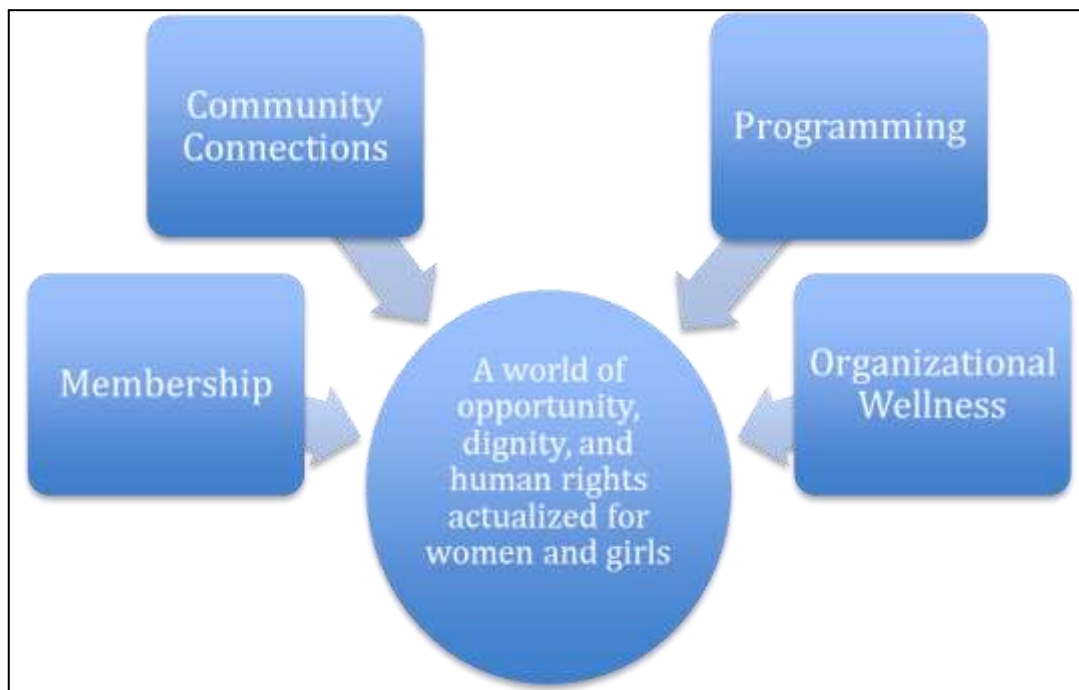 Community
Connections
Programming
Membership
Organizational
Wellness
A world of
opportunity,
dignity, and
human rights
actualized for
women and girls